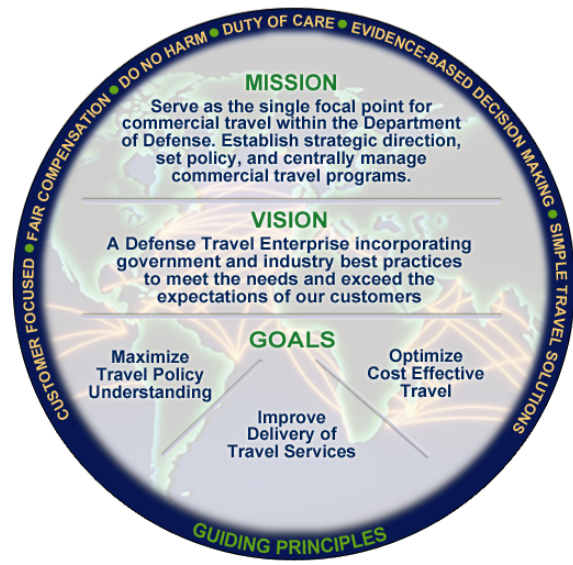 CUSTOMER FOCUSED • FAIR COMPENSATION • DO NO HARM • DUTY OF CARE • EVIDENCE-BASED DECISION MAKING • SIMPLE TRAVEL SOLUTIONS
MISSION
Serve as the single focal point for
commercial travel within the Department
of Defense. Establish strategic direction,
set policy, and centrally manage
commercial travel programs.
VISION
A Defense Travel Enterprise incorporating
government and industry best practices
to meet the needs and exceed the
expectations of our customers
GOALS
Maximize
Travel Policy
Understanding
Improve
Delivery of
Travel Services
Optimize
Cost Effective
Travel
GUIDING PRINCIPLES